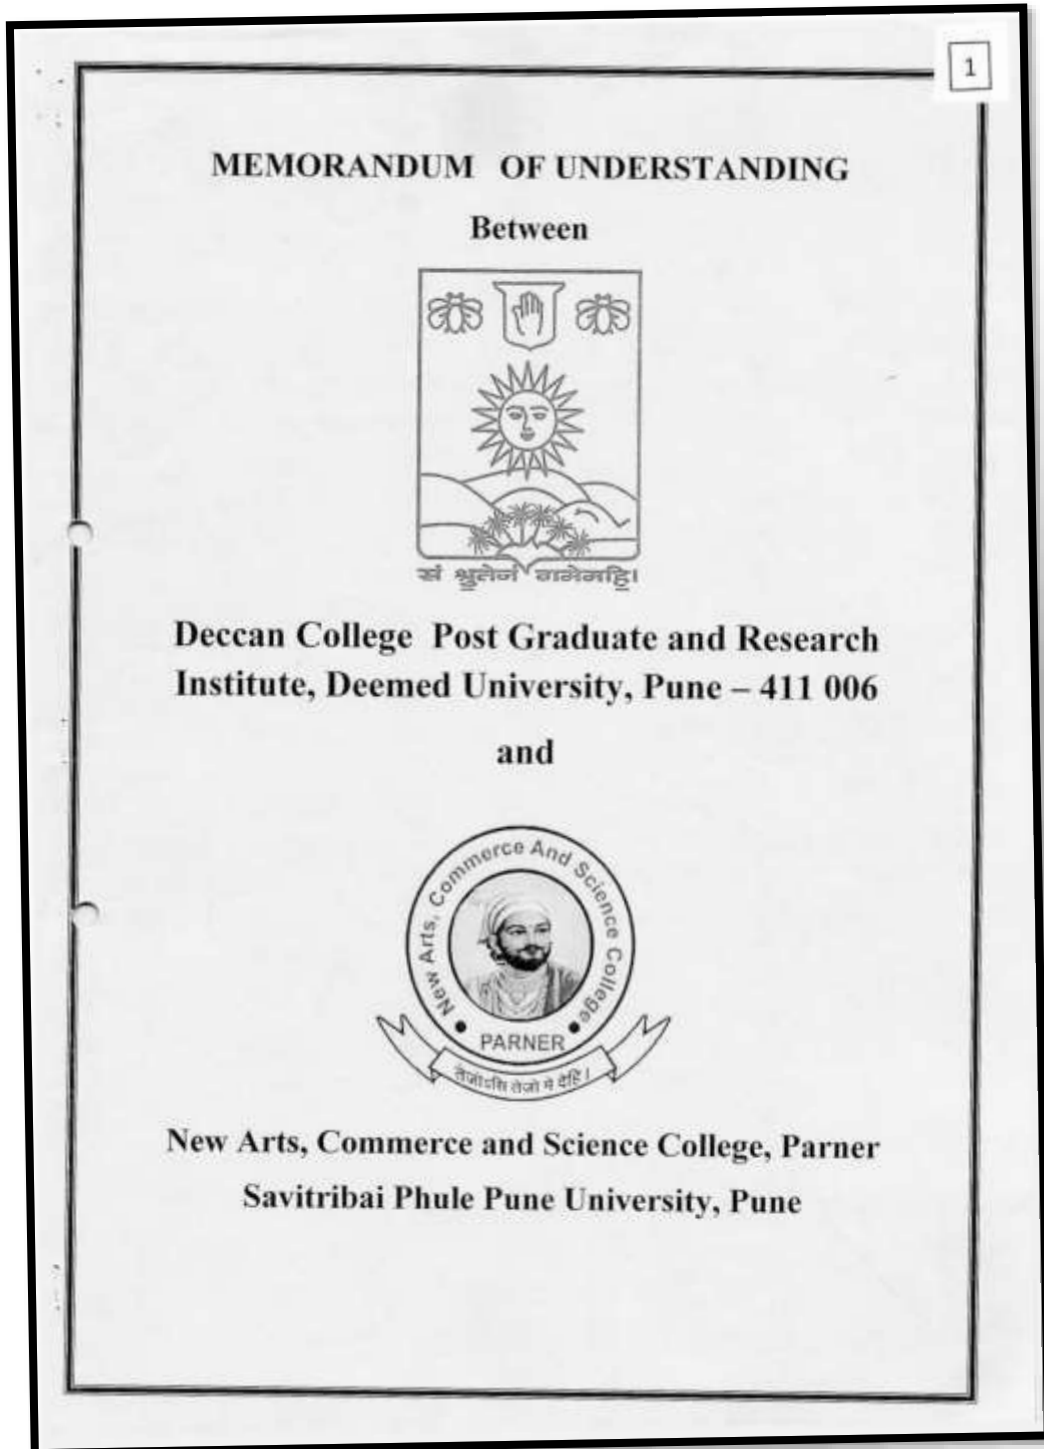 1
MEMORANDUM OF UNDERSTANDING
Between
सं श्रुतेन गमेमहि।
Deccan College Post Graduate and Research
Institute, Deemed University, Pune – 411 006
and
New Arts, Commerce And Science College
PARNER
तेजोऽसि तेजो मे देहि।
New Arts, Commerce and Science College, Parner
Savitribai Phule Pune University, Pune